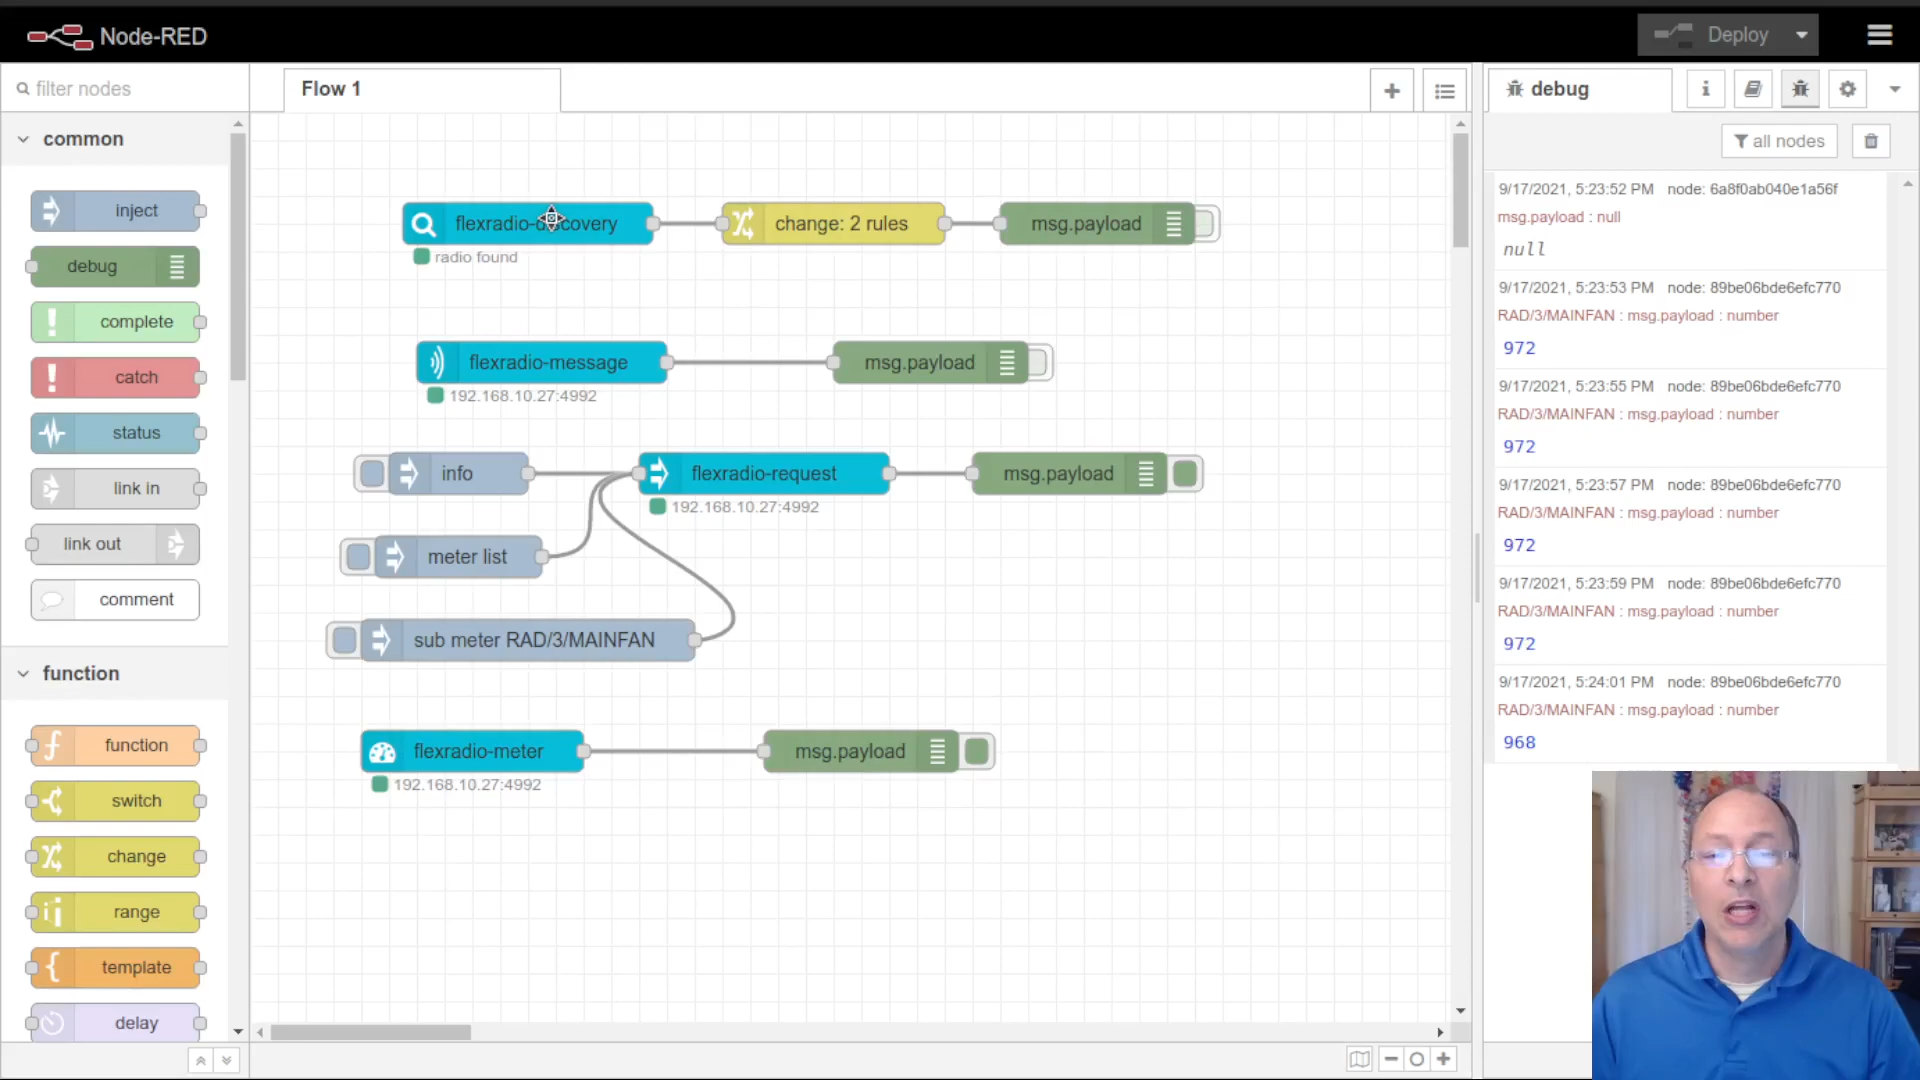 Node-RED
Deploy
filter nodes
Flow 1
debug
i
all nodes
common
inject
debug
complete
catch
status
link in
link out
comment
function
function
switch
change
range
template
delay
flexradio-discovery
radio found
change: 2 rules
msg.payload
flexradio-message
192.168.10.27:4992
msg.payload
info
flexradio-request
192.168.10.27:4992
msg.payload
meter list
sub meter RAD/3/MAINFAN
flexradio-meter
192.168.10.27:4992
msg.payload
9/17/2021, 5:23:52 PM node: 6a8f0ab040e1a56f
msg.payload : null
null
9/17/2021, 5:23:53 PM node: 89be06bde6efc770
RAD/3/MAINFAN : msg.payload : number
972
9/17/2021, 5:23:55 PM node: 89be06bde6efc770
RAD/3/MAINFAN : msg.payload : number
972
9/17/2021, 5:23:57 PM node: 89be06bde6efc770
RAD/3/MAINFAN : msg.payload : number
972
9/17/2021, 5:23:59 PM node: 89be06bde6efc770
RAD/3/MAINFAN : msg.payload : number
972
9/17/2021, 5:24:01 PM node: 89be06bde6efc770
RAD/3/MAINFAN : msg.payload : number
968